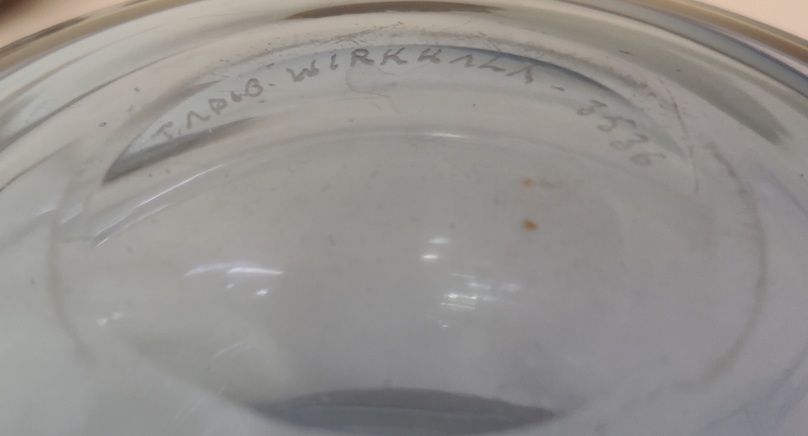 TAPIO. WIRKKALA - 3536